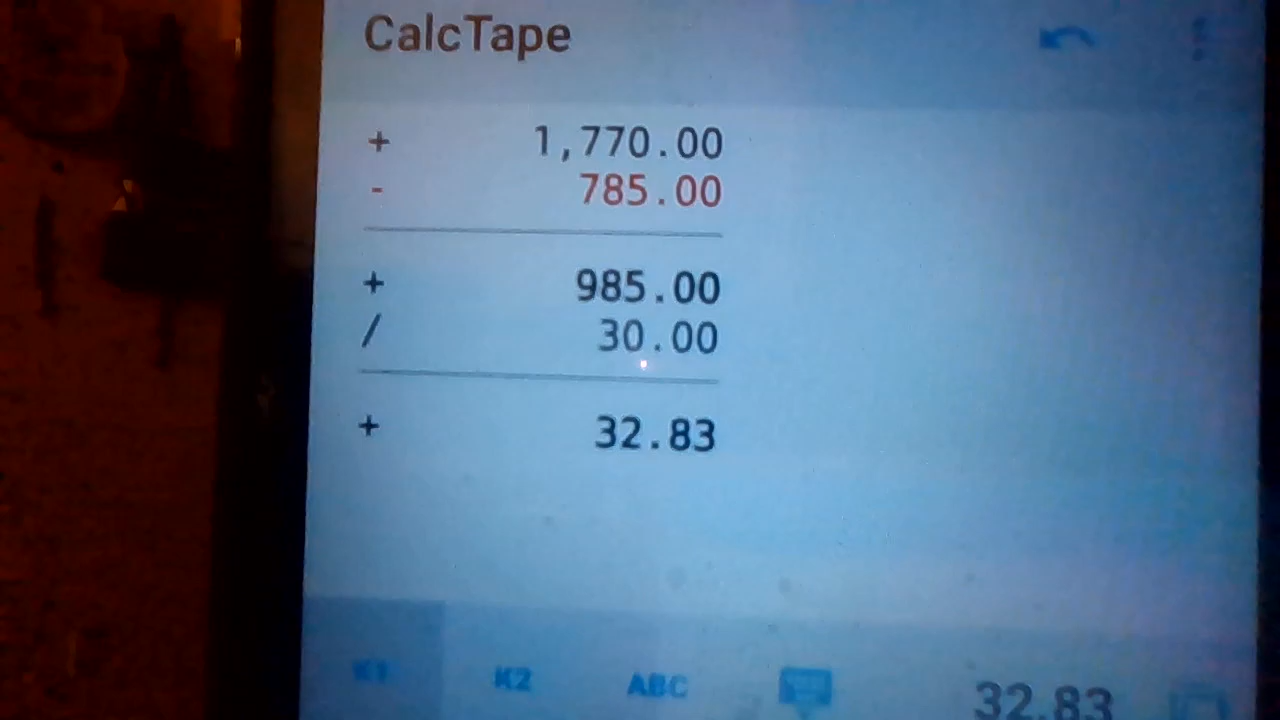 CalcTape
+ 1,770.00
- 785.00
+ 985.00
/ 30.00
+ 32.83
K1 K2 ABC 32.83